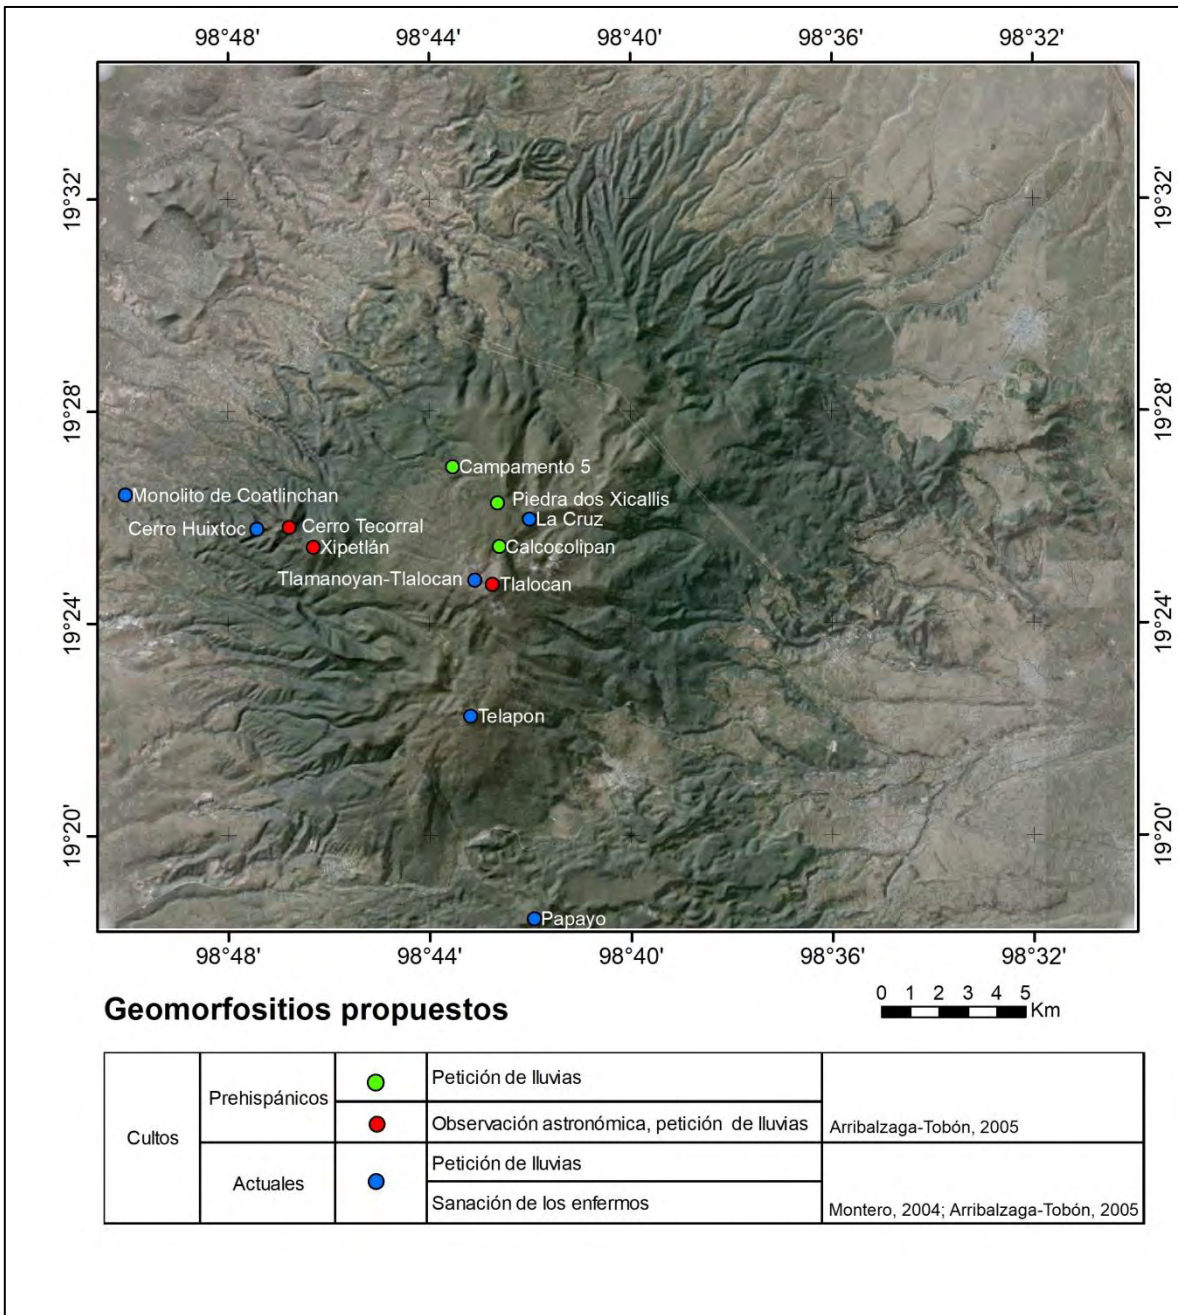 98°48' 98°44' 98°40' 98°36' 98°32'
19°32' 19°32'
19°28' 19°28'
Campamento 5
Monolito de Coatlinchan
Piedra dos Xicallis
La Cruz
Cerro Huixtoc
Cerro Tecorral
Xipetlán
Calcocolipan
Tlamanoyan-Tlalocan
Tlalocan
19°24' 19°24'
Telapon
19°20' 19°20'
Papayo
98°48' 98°44' 98°40' 98°36' 98°32'
Geomorfositios propuestos
0 1 2 3 4 5
Km
Cultos
Prehispánicos
Petición de lluvias
Observación astronómica, petición de lluvias
Arribalzaga-Tobón, 2005
Actuales
Petición de lluvias
Sanación de los enfermos
Montero, 2004; Arribalzaga-Tobón, 2005